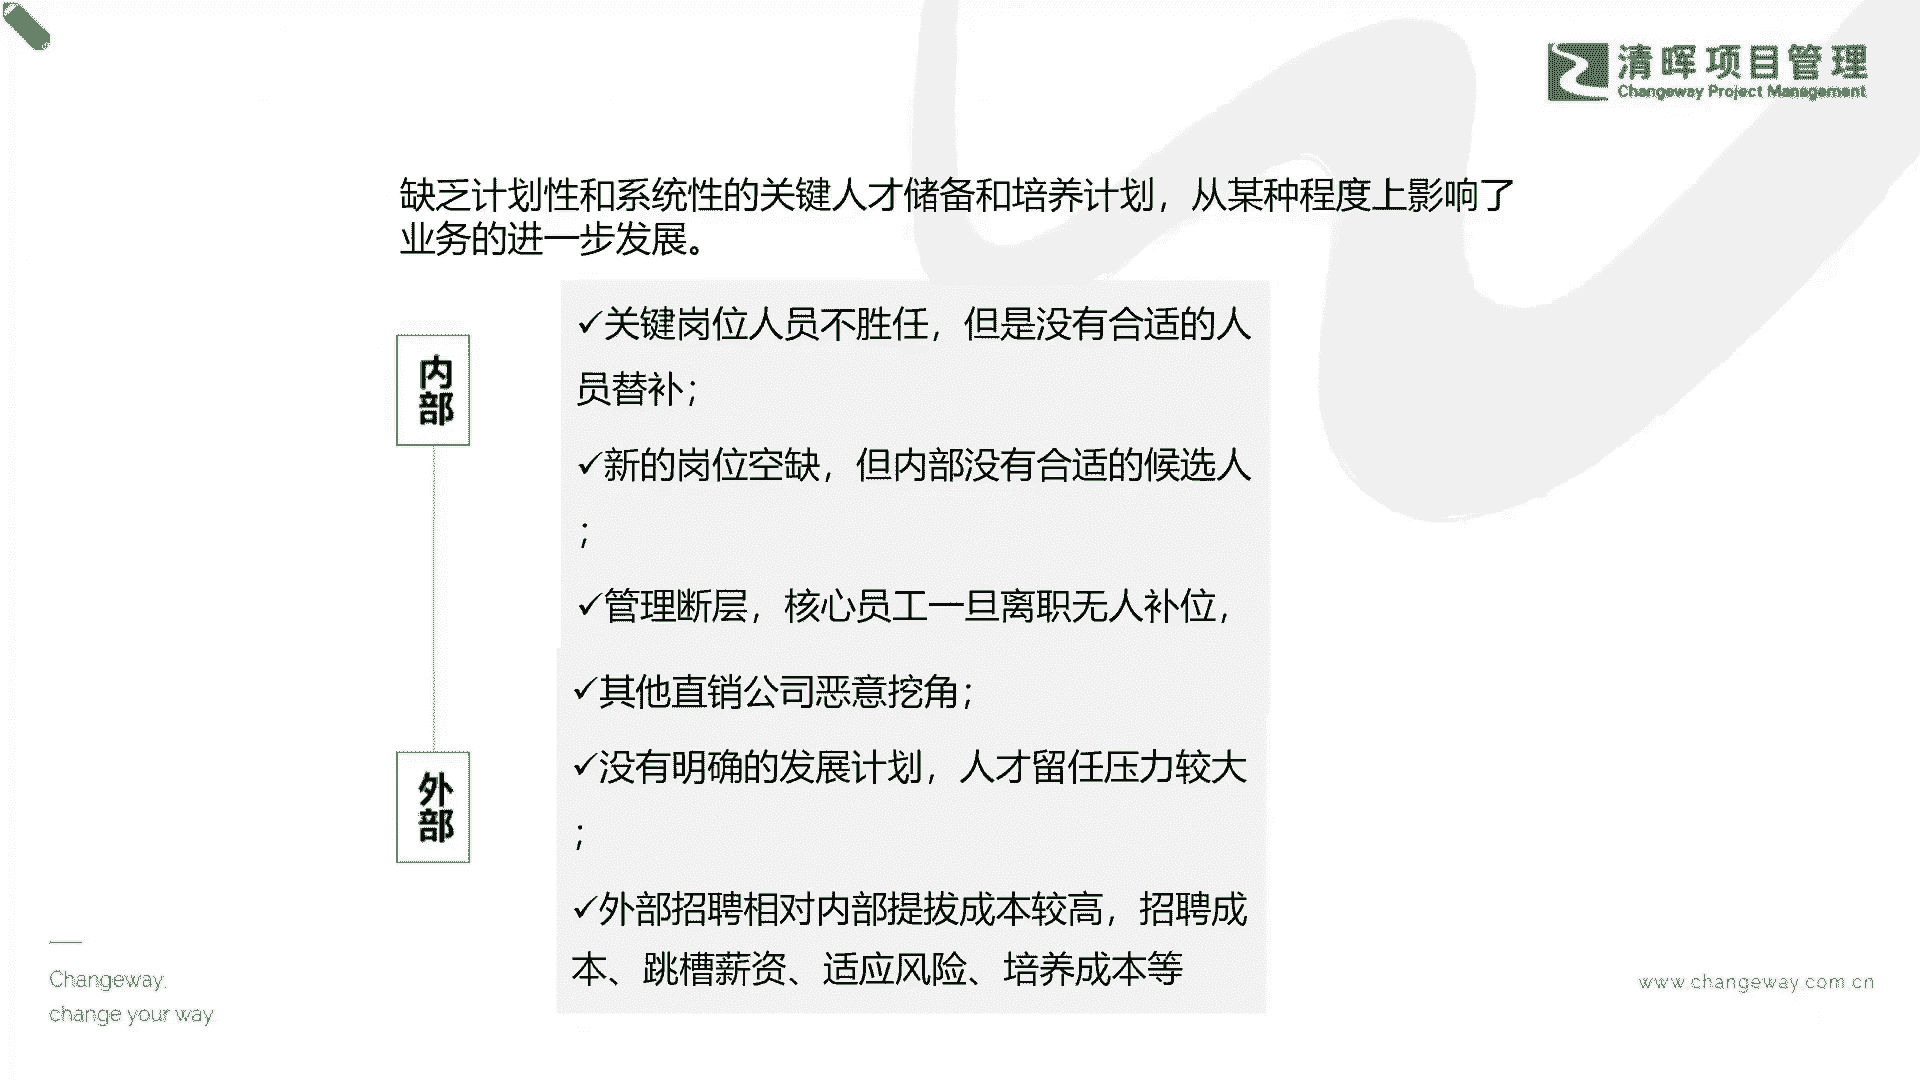 清晖项目管理
Changeway Project Management
缺乏计划性和系统性的关键人才储备和培养计划，从某种程度上影响了
业务的进一步发展。
内部
✓关键岗位人员不胜任，但是没有合适的人
员替补；
✓新的岗位空缺，但内部没有合适的候选人
；
✓管理断层，核心员工一旦离职无人补位，
外部
✓其他直销公司恶意挖角；
✓没有明确的发展计划，人才留任压力较大
；
✓外部招聘相对内部提拔成本较高，招聘成
本、跳槽薪资、适应风险、培养成本等
Changeway,
change your way
www.changeway.com.cn